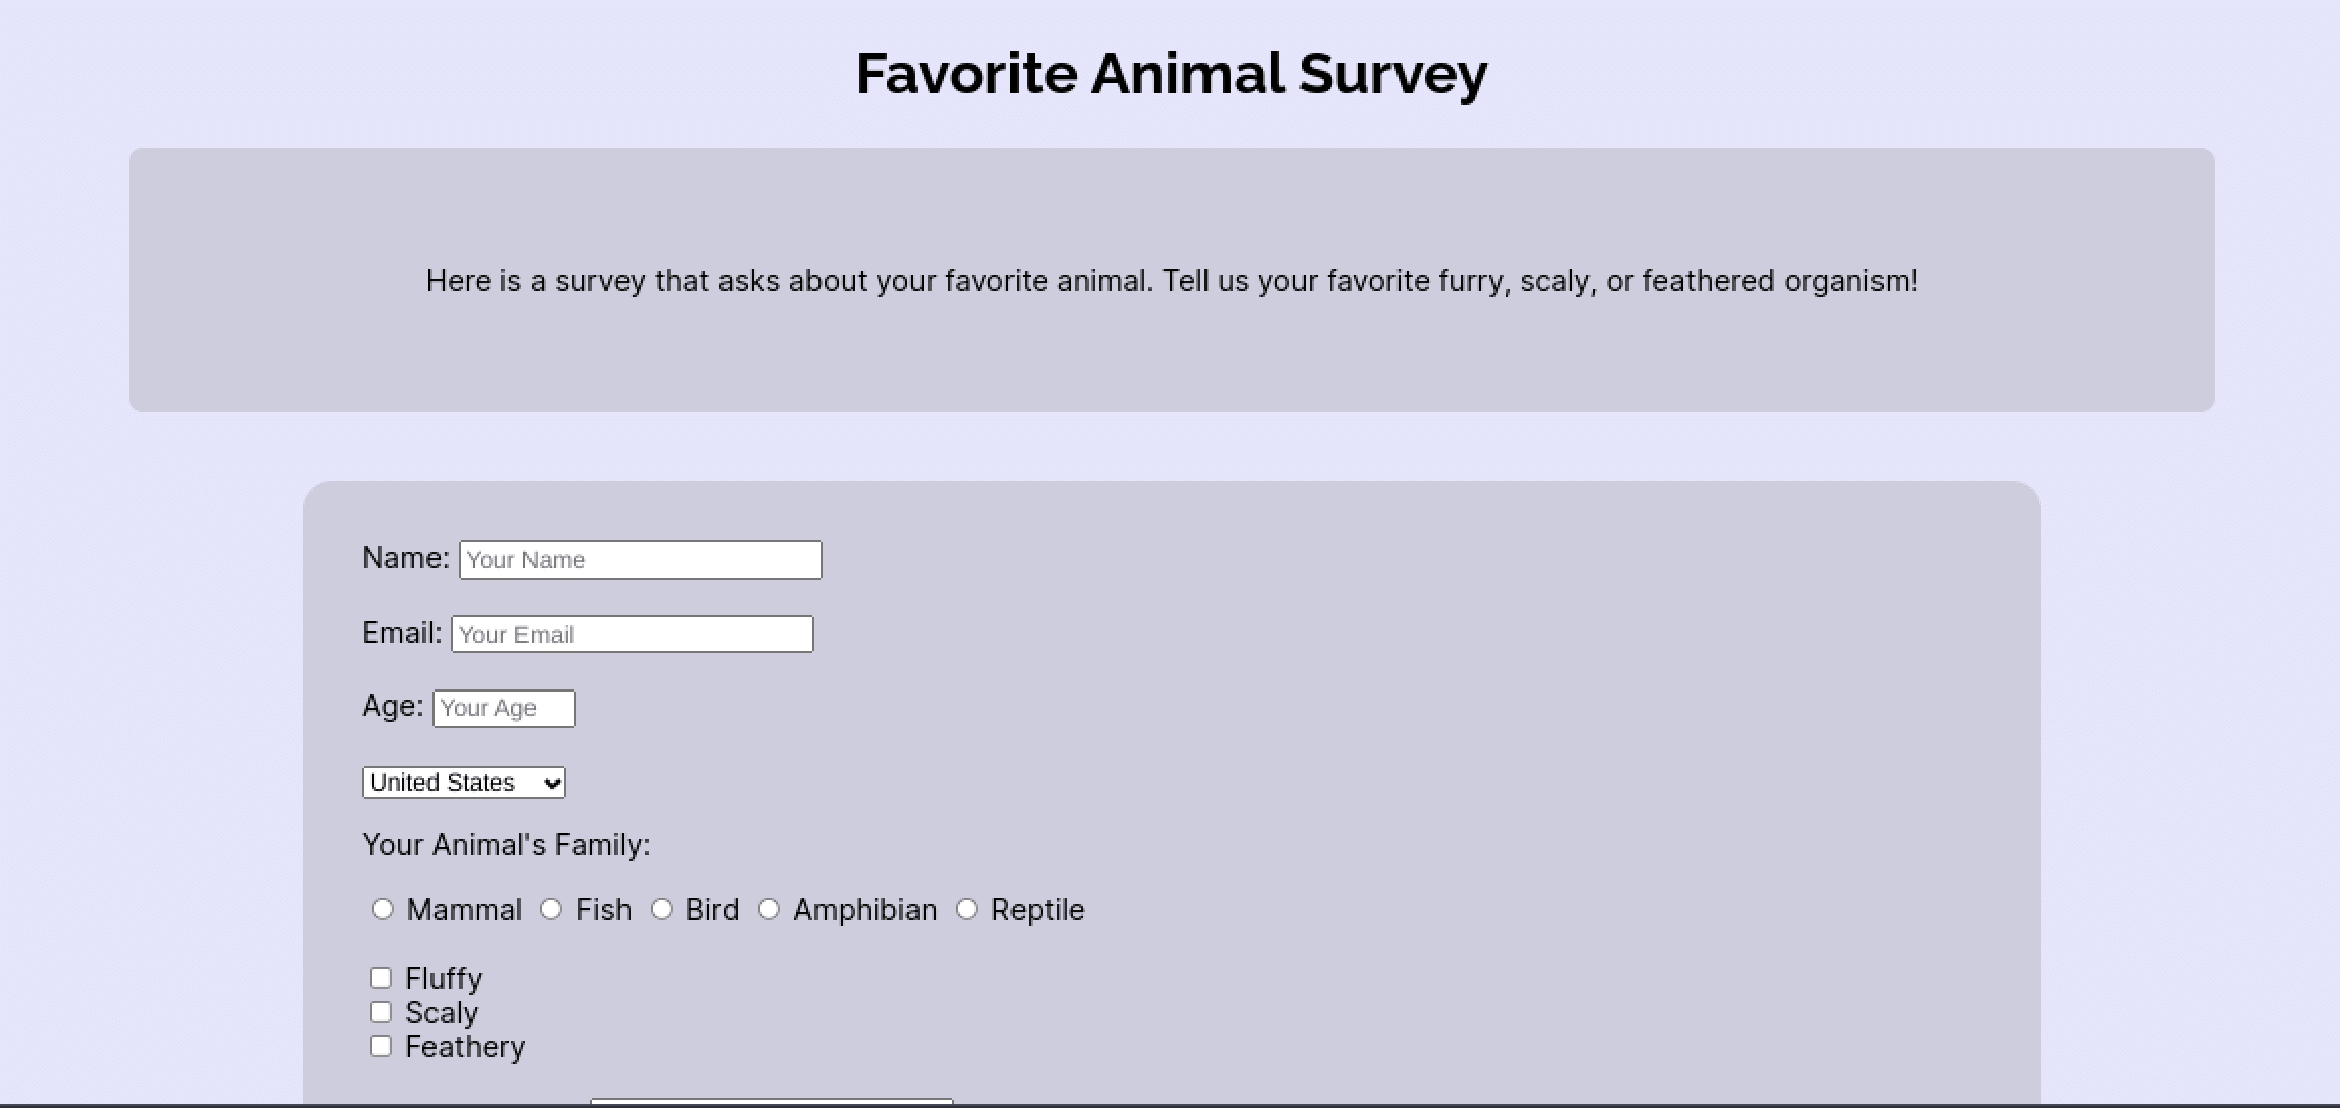 Favorite Animal Survey
Here is a survey that asks about your favorite animal. Tell us your favorite furry, scaly, or feathered organism!
Name: Your Name
Email: Your Email
Age: Your Age
United States
Your Animal's Family:
Mammal Fish Bird Amphibian Reptile
Fluffy
Scaly
Feathery